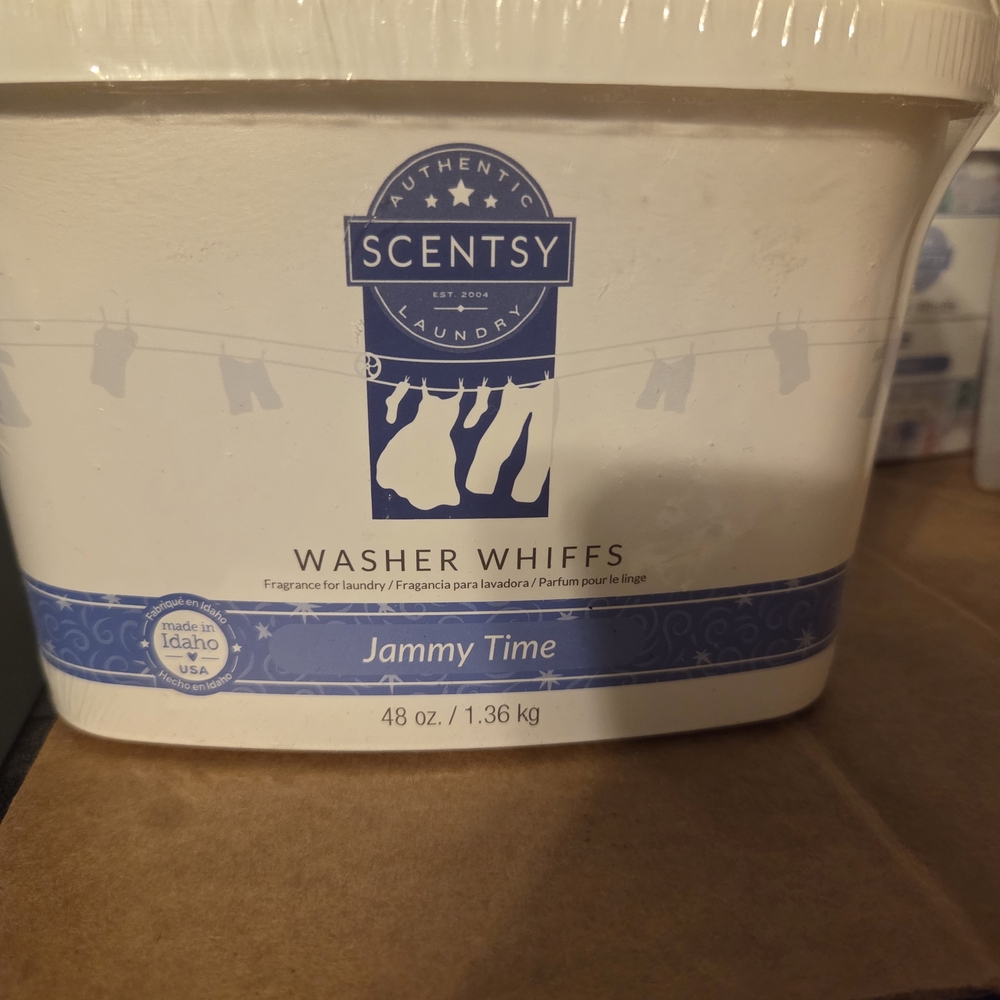 AUTHENTIC
SCENTSY
EST. 2004
LAUNDRY
WASHER WHIFFS
Fragrance for laundry / Fragancia para lavadora / Parfum pour le linge
Fabriqué en Idaho
made in
Idaho
USA
Hecho en Idaho
Jammy Time
48 oz. / 1.36 kg